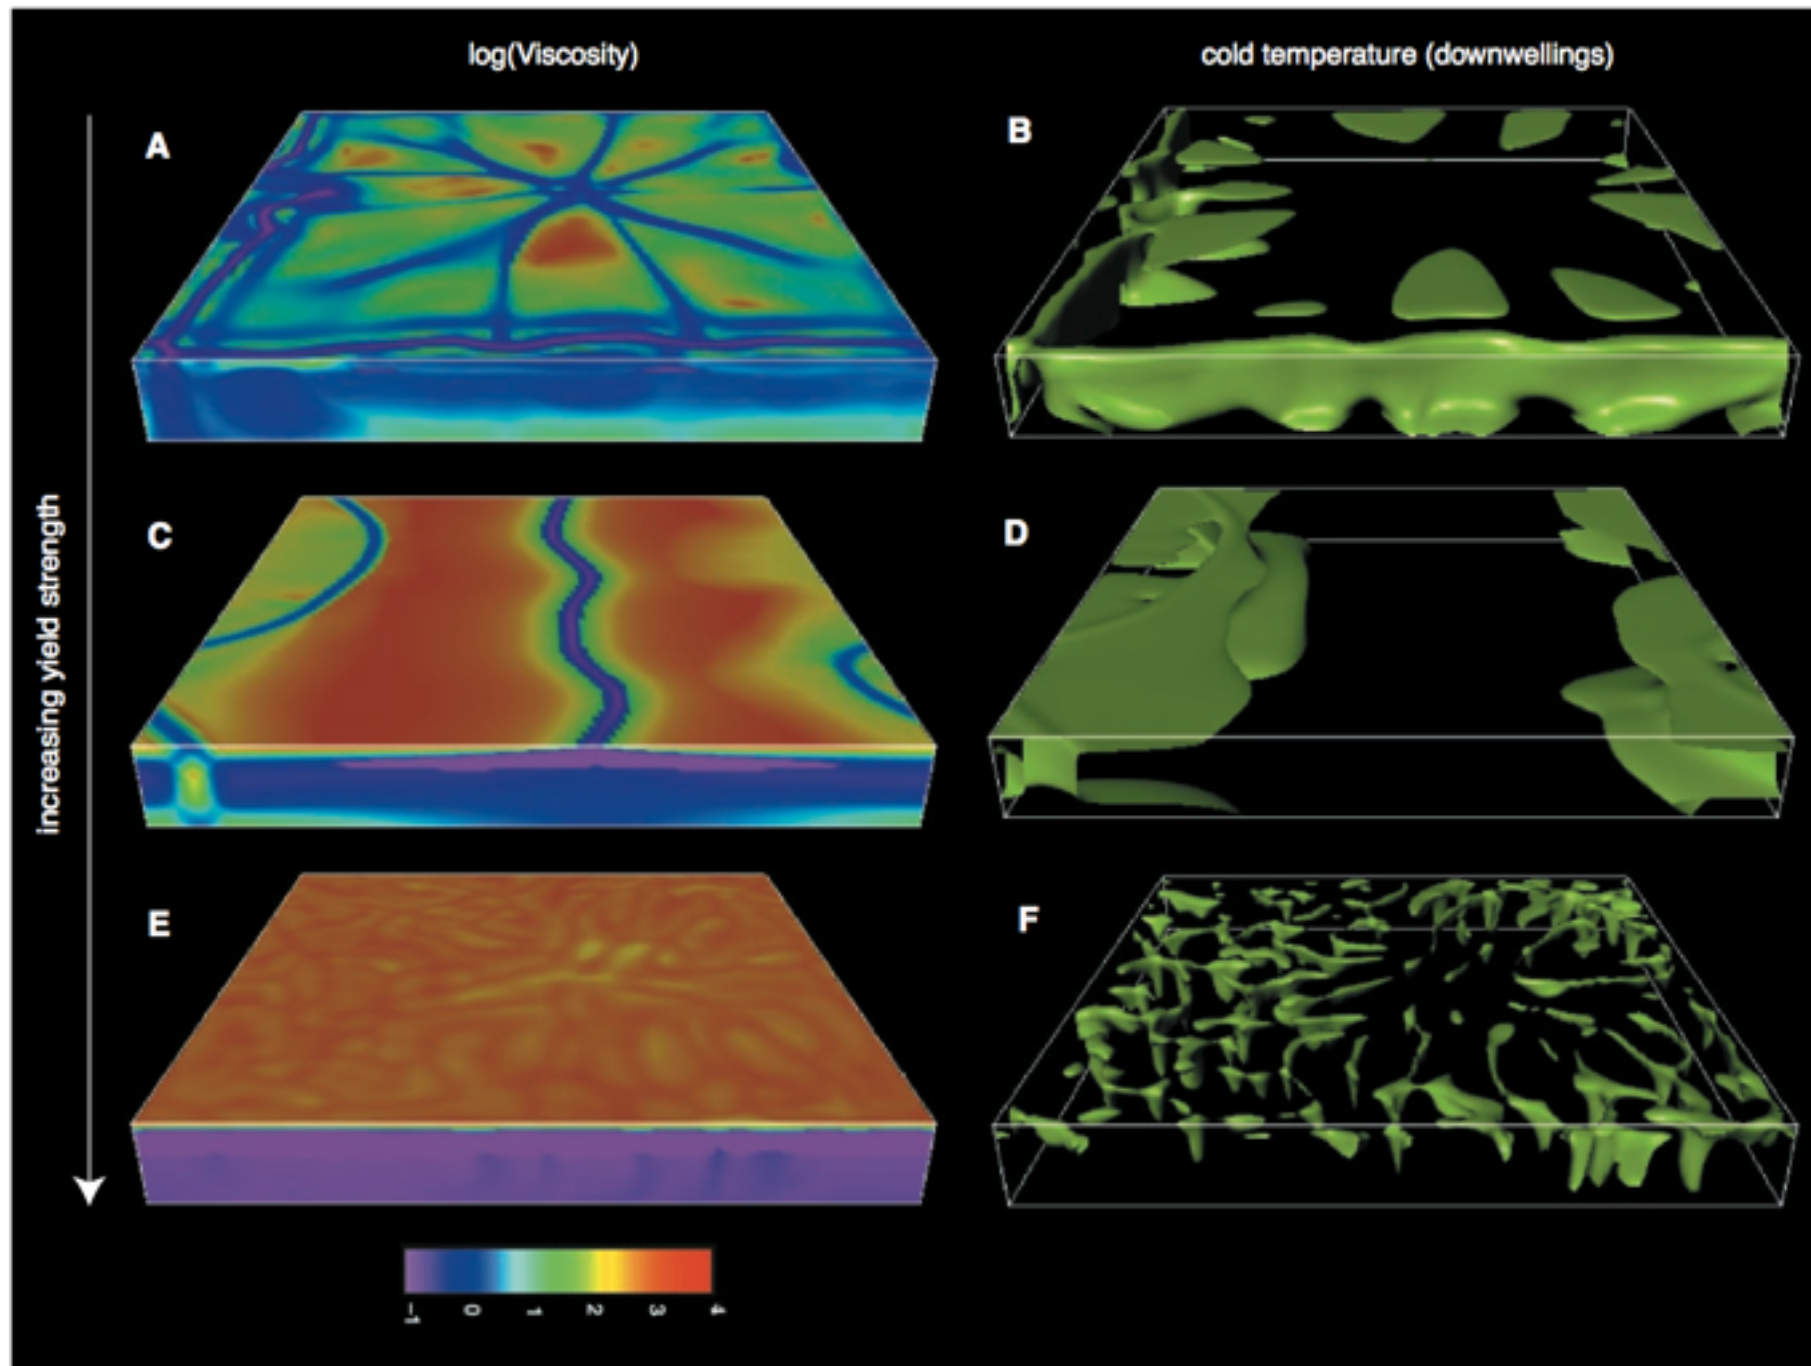 log(Viscosity)
cold temperature (downwellings)
A
B
increasing yield strength
C
D
E
F
-1 0 1 2 3 4